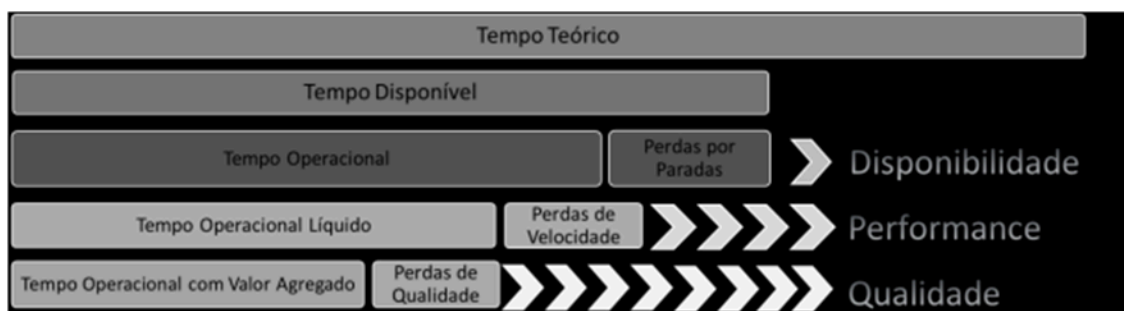 Tempo Teórico
Tempo Disponível
Tempo Operacional
Perdas por
Paradas
Disponibilidade
Tempo Operacional Líquido
Perdas de
Velocidade
Performance
Tempo Operacional com Valor Agregado
Perdas de
Qualidade
Qualidade